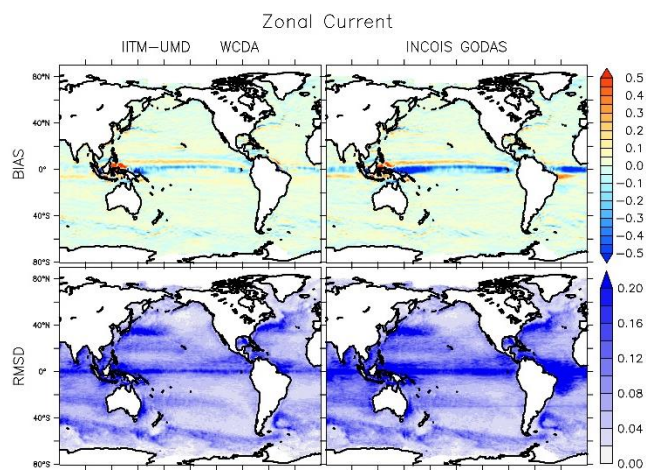 Zonal Current
IITM-UMD WCDA INCOIS GODAS
BIAS
80°N
40°N
0°
40°S
80°S
0.5
0.4
0.3
0.2
0.1
0.0
-0.1
-0.2
-0.3
-0.4
-0.5
RMSD
80°N
40°N
0°
40°S
80°S
0.20
0.16
0.12
0.08
0.04
0.00